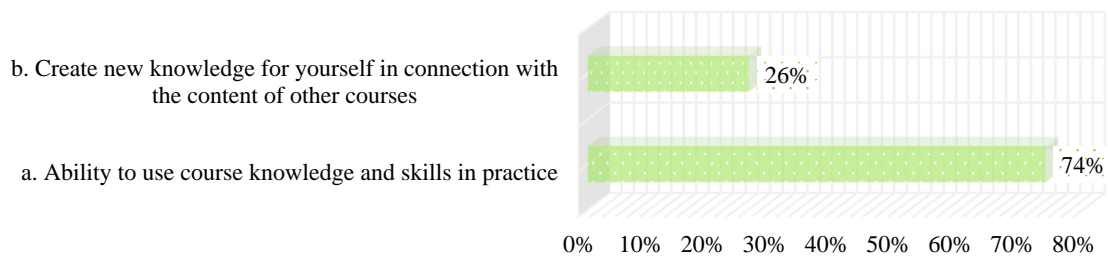 b. Create new knowledge for yourself in connection with
the content of other courses
26%
a. Ability to use course knowledge and skills in practice
74%
0% 10% 20% 30% 40% 50% 60% 70% 80%